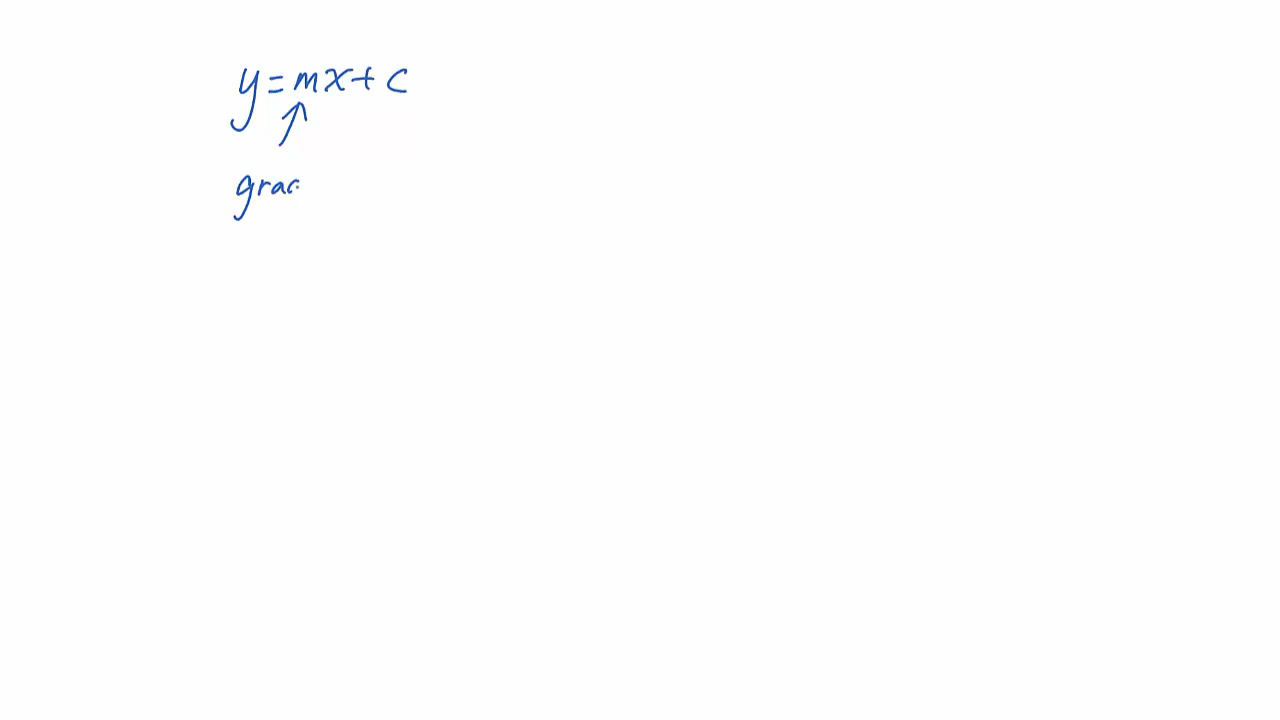 y = mx + c
grac